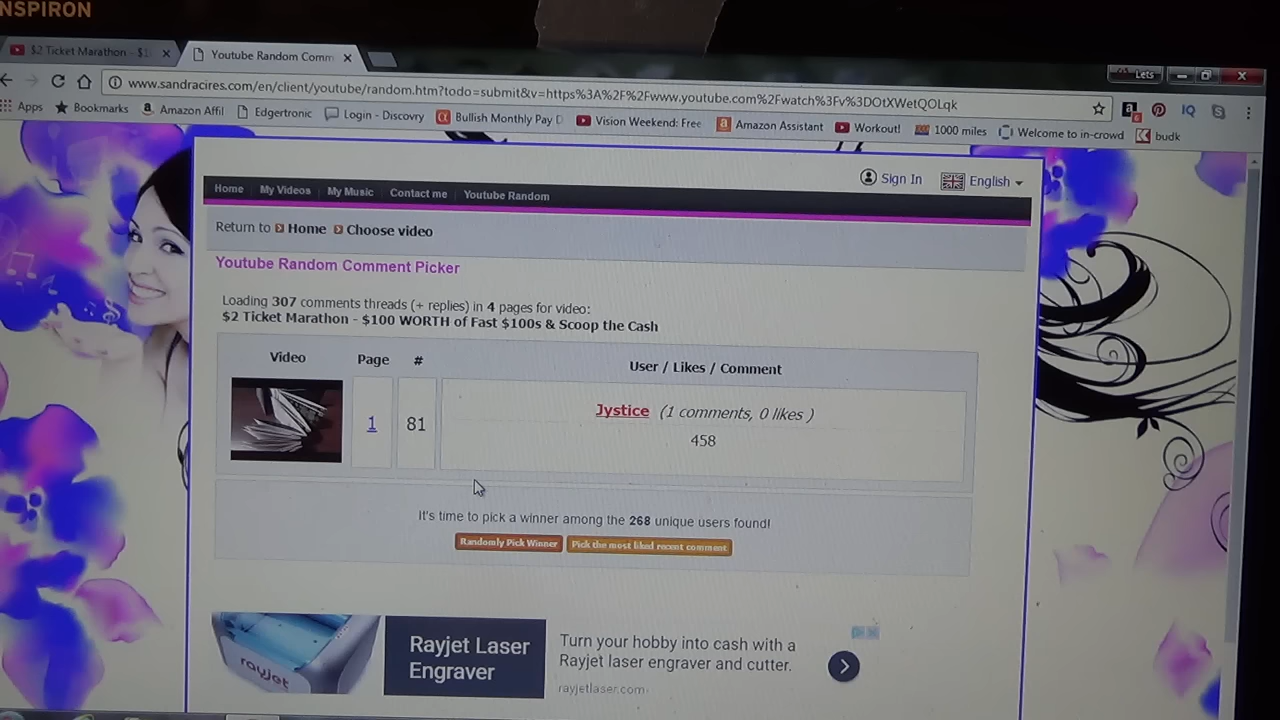 NSPIRON
$2 Ticket Marathon - $1
Youtube Random Comm
Lets
www.sandracires.com/en/client/youtube/random.htm?todo=submit&v=https%3A%2F%2Fwww.youtube.com%2Fwatch%3Fv%3DOtXWetQOLqk
Apps Bookmarks Amazon Affil Edgertronic Login - Discovry Bullish Monthly Pay D Vision Weekend: Free Amazon Assistant Workout! 1000 miles Welcome to in-crowd budk
Sign In English
Home My Videos My Music Contact me Youtube Random
Return to Home Choose video
Youtube Random Comment Picker
Loading 307 comments threads (+ replies) in 4 pages for video:
$2 Ticket Marathon - $100 WORTH of Fast $100s & Scoop the Cash
Video Page # User / Likes / Comment
1 81 Jystice (1 comments, 0 likes )
458
It's time to pick a winner among the 268 unique users found!
Randomly Pick Winner Pick the most liked recent comment
rayjet
Rayjet Laser
Engraver
Turn your hobby into cash with a
Rayjet laser engraver and cutter.
rayjetlaser.com